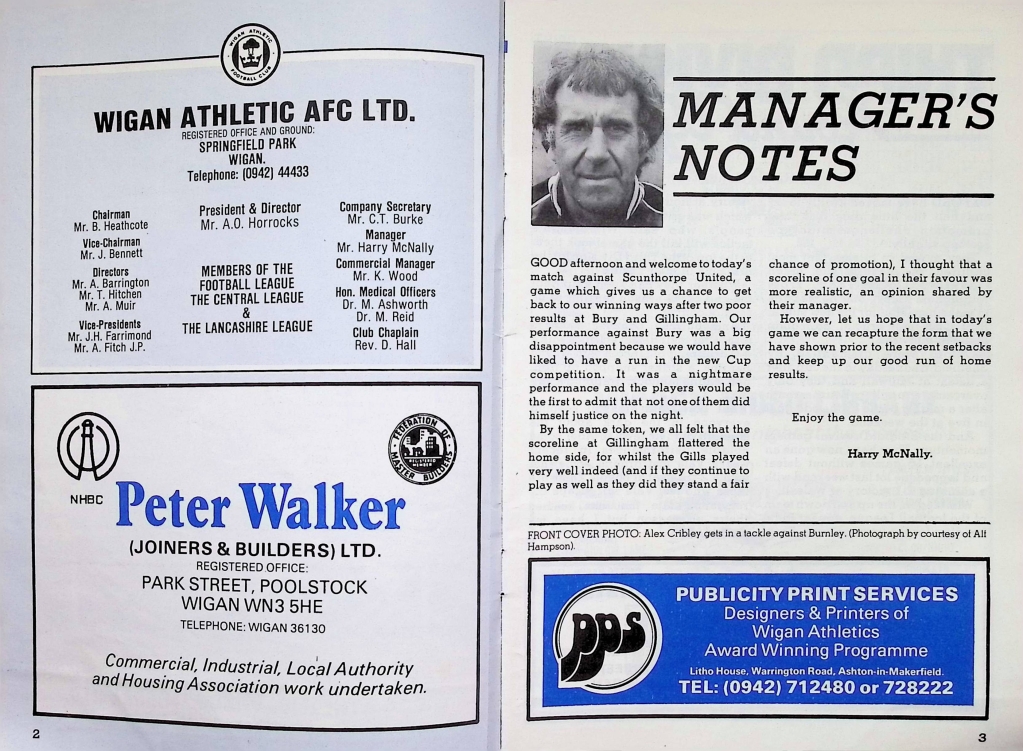 WIGAN ATHLETIC
FOOTBALL CLUB
WIGAN ATHLETIC AFC LTD.
REGISTERED OFFICE AND GROUND:
SPRINGFIELD PARK
WIGAN.
Telephone: (0942) 44433
Chairman
Mr. B. Heathcote
Vice-Chairman
Mr. J. Bennett
Directors
Mr. A. Barrington
Mr. T. Hitchen
Mr. A. Muir
Vice-Presidents
Mr. J.H. Farrimond
Mr. A. Fitch J.P.
President & Director
Mr. A.O. Horrocks
MEMBERS OF THE
FOOTBALL LEAGUE
THE CENTRAL LEAGUE
&
THE LANCASHIRE LEAGUE
Company Secretary
Mr. C.T. Burke
Manager
Mr. Harry McNally
Commercial Manager
Mr. K. Wood
Hon. Medical Officers
Dr. M. Ashworth
Dr. M. Reid
Club Chaplain
Rev. D. Hall
NHBC
FEDERATION OF
REGISTERED
MEMBER
MASTER BUILDERS
Peter Walker
(JOINERS & BUILDERS) LTD.
REGISTERED OFFICE:
PARK STREET, POOLSTOCK
WIGAN WN3 5HE
TELEPHONE: WIGAN 36130
Commercial, Industrial, Local Authority
and Housing Association work undertaken.
2
MANAGER'S
NOTES
GOOD afternoon and welcome to today's
match against Scunthorpe United, a
game which gives us a chance to get
back to our winning ways after two poor
results at Bury and Gillingham. Our
performance against Bury was a big
disappointment because we would have
liked to have a run in the new Cup
competition. It was a nightmare
performance and the players would be
the first to admit that not one of them did
himself justice on the night.
By the same token, we all felt that the
scoreline at Gillingham flattered the
home side, for whilst the Gills played
very well indeed (and if they continue to
play as well as they did they stand a fair
chance of promotion), I thought that a
scoreline of one goal in their favour was
more realistic, an opinion shared by
their manager.
However, let us hope that in today's
game we can recapture the form that we
have shown prior to the recent setbacks
and keep up our good run of home
results.
Enjoy the game.
Harry McNally.
FRONT COVER PHOTO: Alex Cribley gets in a tackle against Burnley. (Photograph by courtesy of Alf
Hampson).
pps
PUBLICITY PRINT SERVICES
Designers & Printers of
Wigan Athletics
Award Winning Programme
Litho House, Warrington Road, Ashton-in-Makerfield.
TEL: (0942) 712480 or 728222
3